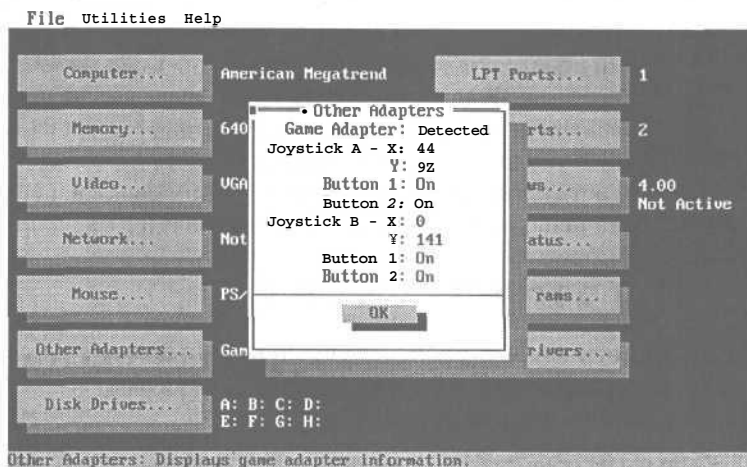 File Utilities Help
Computer...
American Megatrend
LPT Ports...
1
Memory...
640
rts...
2
Video...
VGA
ws...
4.00
Not Active
Network...
Not
atus...
Mouse...
PS/
rams...
Other Adapters...
Gam
rivers...
Disk Drives...
A: B: C: D:
E: F: G: H:
Other Adapters
Game Adapter: Detected
Joystick A - X: 44
Y: 9Z
Button 1: On
Button 2: On
Joystick B - X: 0
Y: 141
Button 1: On
Button 2: On
OK
Other Adapters: Displays game adapter information.